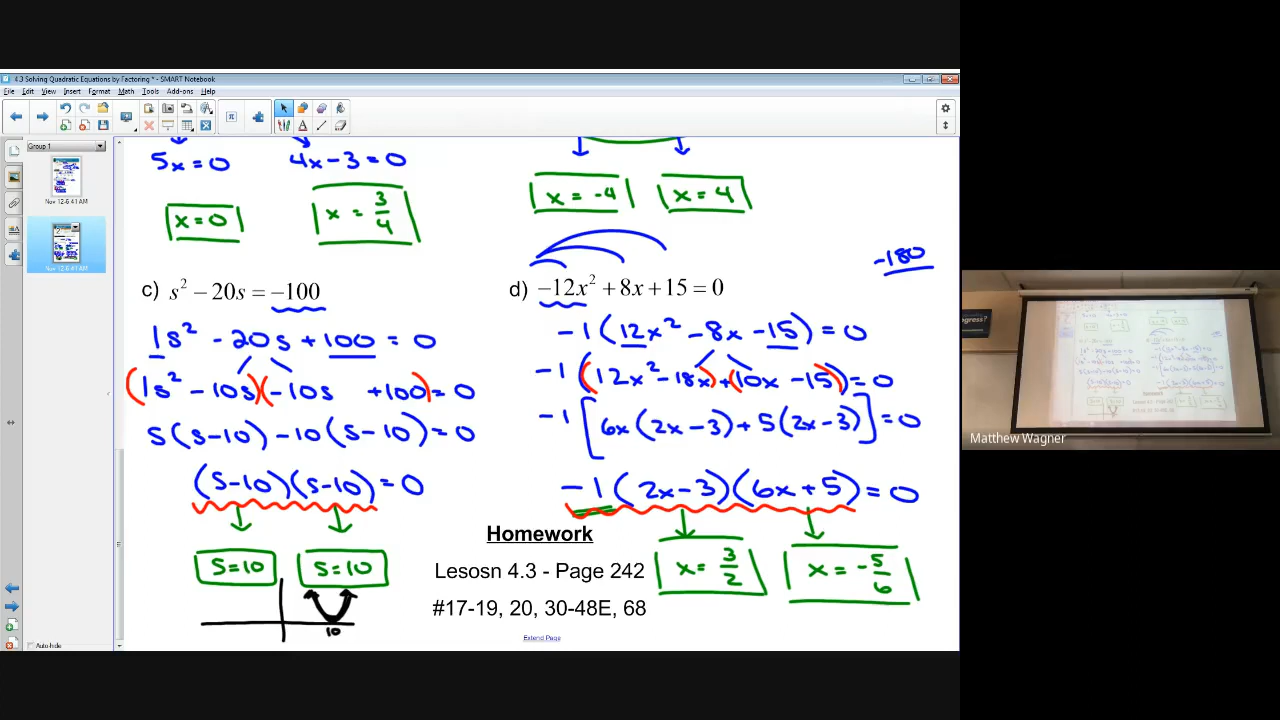 4.3 Solving Quadratic Equations by Factoring * - SMART Notebook
File Edit View Insert Format Math Tools Add-ons Help
Group 1
Nov 12-6:41 AM
Nov 12-6:41 AM
Auto-hide
5x = 0 4x - 3 = 0
x = 0 x = 3/4
x = -4 x = 4
c) s² − 20s = −100
1s² - 20s + 100 = 0
(1s² - 10s)(-10s +100) = 0
s(s-10) - 10(s-10) = 0
(s-10)(s-10) = 0
s=10 s=10
10
d) −12x² + 8x + 15 = 0
-180
-1(12x² - 8x - 15) = 0
-1((12x² - 18x)+(10x - 15)) = 0
-1[6x(2x-3) + 5(2x-3)] = 0
-1(2x-3)(6x+5) = 0
x = 3/2 x = -5/6
Homework
Lesosn 4.3 - Page 242
#17-19, 20, 30-48E, 68
Extend Page
Matthew Wagner